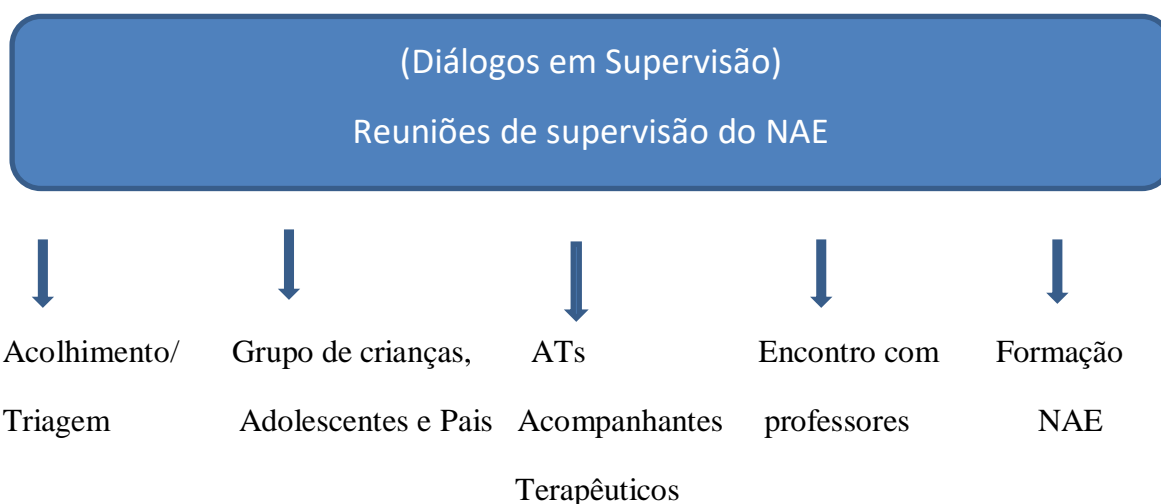 (Diálogos em Supervisão)
Reuniões de supervisão do NAE
Acolhimento/
Triagem
Grupo de crianças,
Adolescentes e Pais
ATs
Acompanhantes
Terapêuticos
Encontro com
professores
Formação
NAE